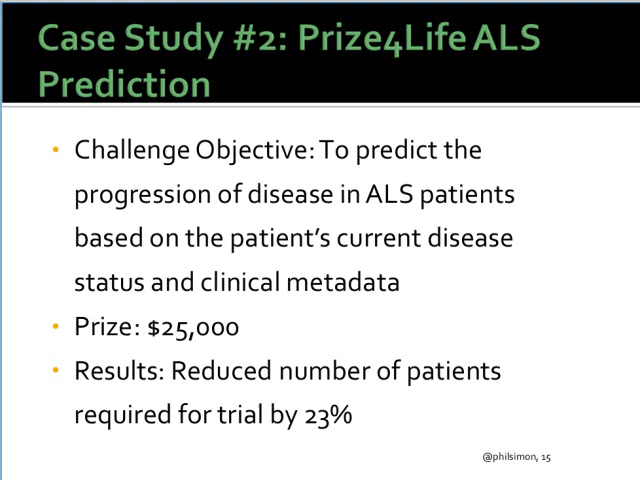 Case Study #2: Prize4Life ALS
Prediction
• Challenge Objective: To predict the
progression of disease in ALS patients
based on the patient’s current disease
status and clinical metadata
• Prize: $25,000
• Results: Reduced number of patients
required for trial by 23%
@philsimon, 15